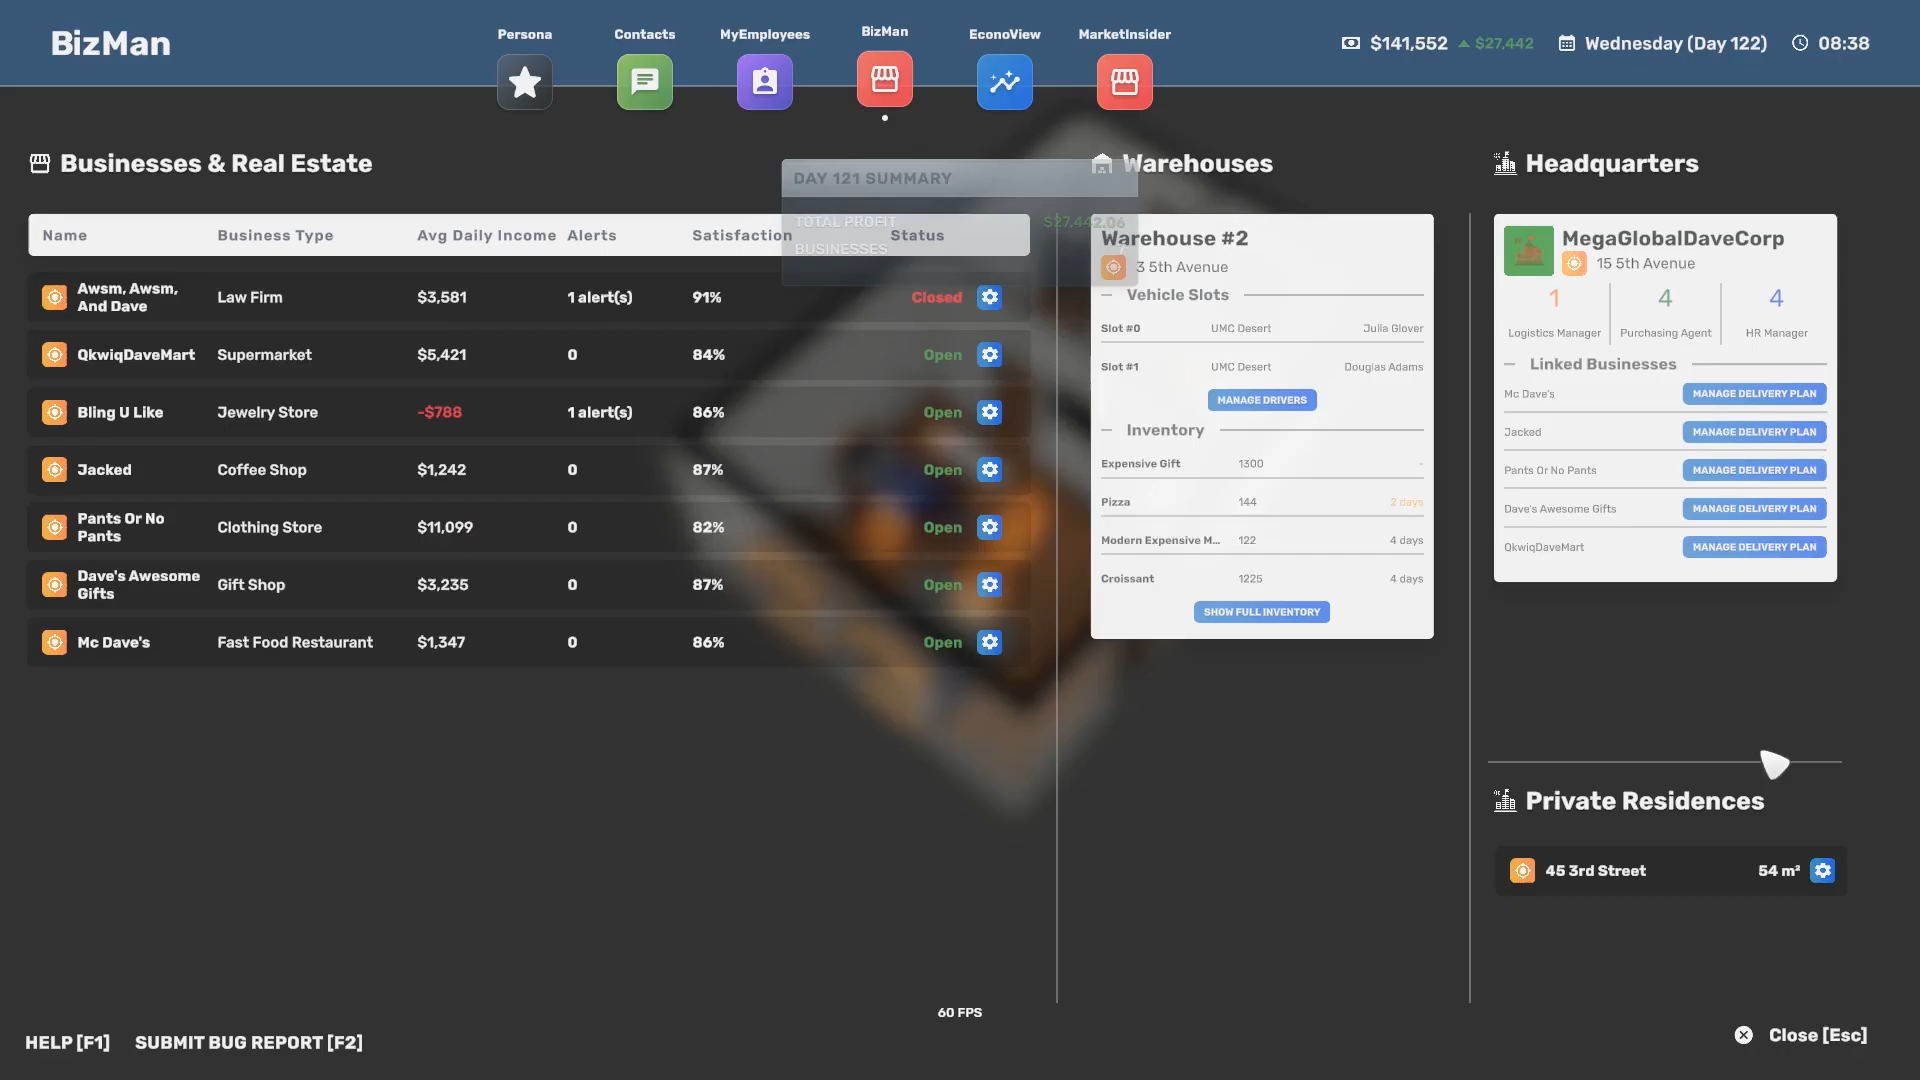 BizMan
Persona
Contacts
MyEmployees
BizMan
EconoView
MarketInsider
$141,552 $27,442
Wednesday (Day 122)
08:38
Businesses & Real Estate
Name Business Type Avg Daily Income Alerts Satisfaction Status
Awsm, Awsm,
And Dave
Law Firm $3,581 1 alert(s) 91% Closed
QkwiqDaveMart Supermarket $5,421 0 84% Open
Bling U Like Jewelry Store -$788 1 alert(s) 86% Open
Jacked Coffee Shop $1,242 0 87% Open
Pants Or No
Pants
Clothing Store $11,099 0 82% Open
Dave's Awesome
Gifts
Gift Shop $3,235 0 87% Open
Mc Dave's Fast Food Restaurant $1,347 0 86% Open
DAY 121 SUMMARY
TOTAL PROFIT $27,442.06
BUSINESSES 7
Warehouses
Warehouse #2
3 5th Avenue
Vehicle Slots
Slot #0 UMC Desert Julia Glover
Slot #1 UMC Desert Douglas Adams
MANAGE DRIVERS
Inventory
Expensive Gift 1300 -
Pizza 144 2 days
Modern Expensive M... 122 4 days
Croissant 1225 4 days
SHOW FULL INVENTORY
Headquarters
MegaGlobalDaveCorp
15 5th Avenue
1 4 4
Logistics Manager Purchasing Agent HR Manager
Linked Businesses
Mc Dave's MANAGE DELIVERY PLAN
Jacked MANAGE DELIVERY PLAN
Pants Or No Pants MANAGE DELIVERY PLAN
Dave's Awesome Gifts MANAGE DELIVERY PLAN
QkwiqDaveMart MANAGE DELIVERY PLAN
Private Residences
45 3rd Street 54 m²
60 FPS
HELP [F1] SUBMIT BUG REPORT [F2]
Close [Esc]